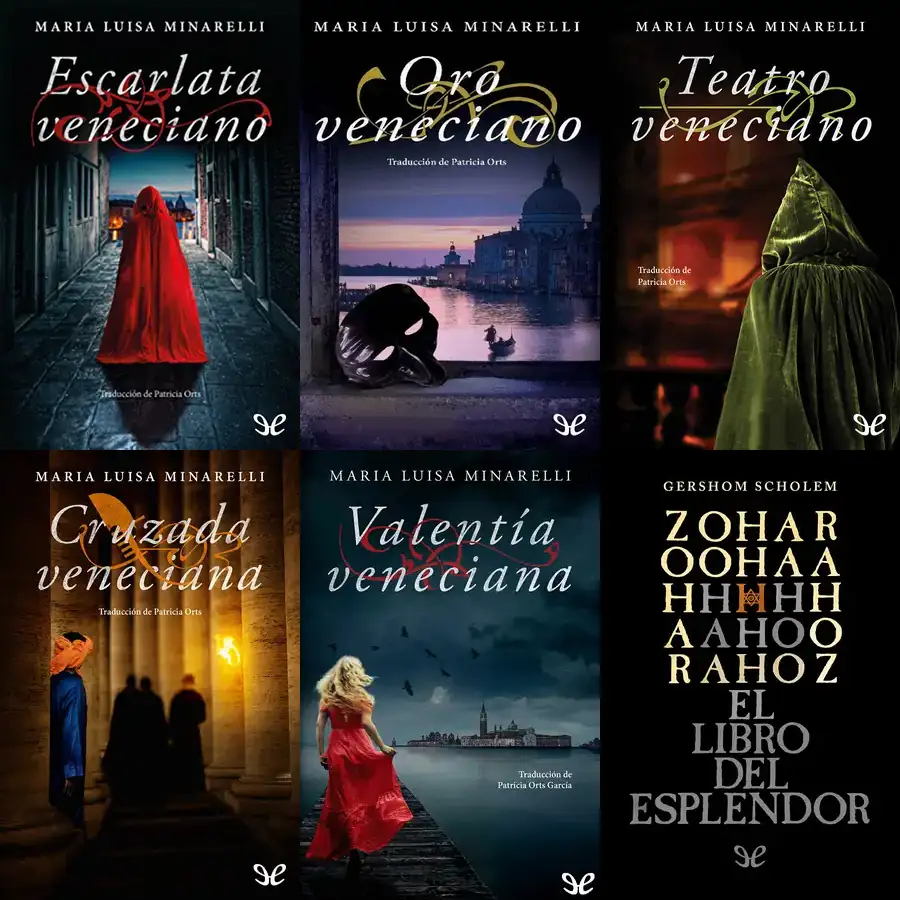 MARIA LUISA MINARELLI
Escarlata
veneciano
Traducción de Patricia Orts
MARIA LUISA MINARELLI
Oro
veneciano
Traducción de Patricia Orts
MARIA LUISA MINARELLI
Teatro
veneciano
Traducción de
Patricia Orts
MARIA LUISA MINARELLI
Cruzada
veneciana
Traducción de Patricia Orts
MARIA LUISA MINARELLI
Valentía
veneciana
Traducción de
Patricia Orts García
GERSHOM SCHOLEM
ZOHAR
OOHAA
HHHHH
AAHOO
RAHOZ
EL
LIBRO
DEL
ESPLENDOR